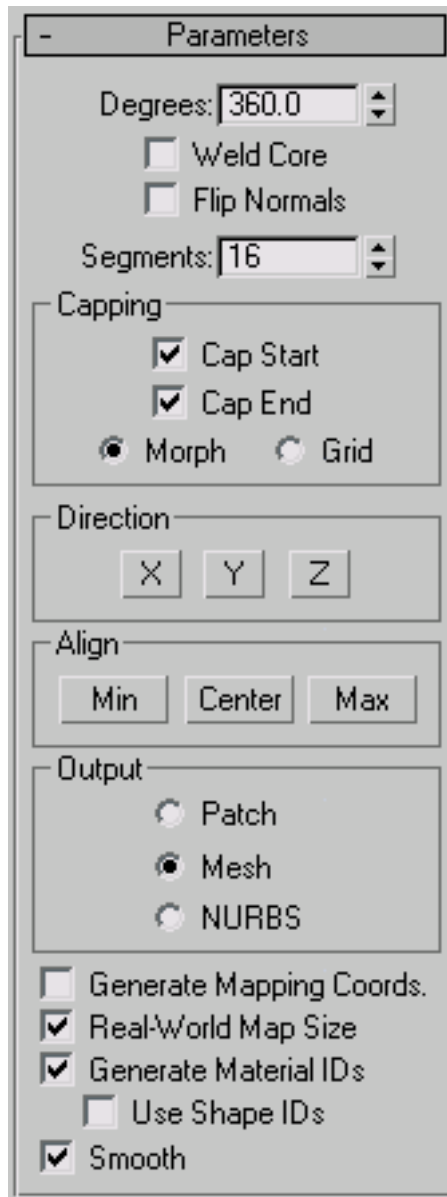 - Parameters
Degrees: 360.0
Weld Core
Flip Normals
Segments: 16
Capping
Cap Start
Cap End
Morph Grid
Direction
X Y Z
Align
Min Center Max
Output
Patch
Mesh
NURBS
Generate Mapping Coords.
Real-World Map Size
Generate Material IDs
Use Shape IDs
Smooth